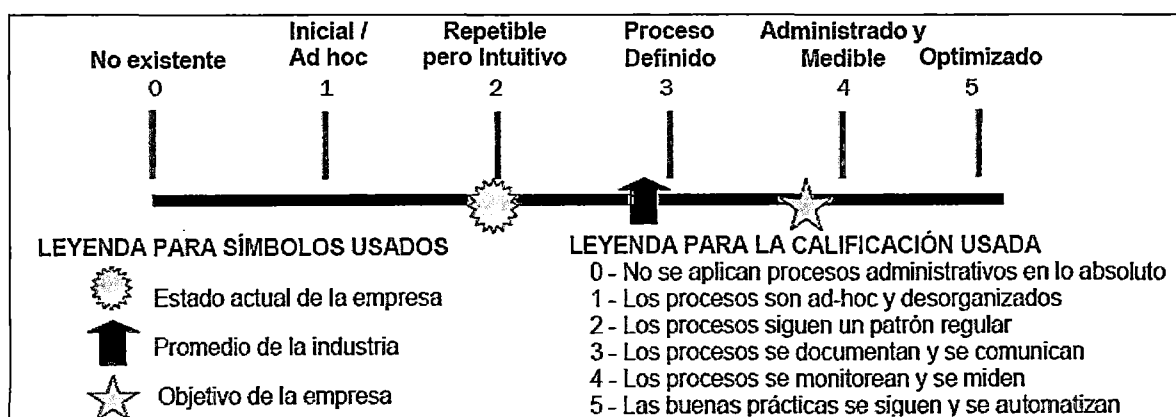 No existente
Inicial /
Ad hoc
Repetible
pero Intuitivo
Proceso
Definido
Administrado y
Medible
Optimizado
0 1 2 3 4 5
LEYENDA PARA SÍMBOLOS USADOS
Estado actual de la empresa
Promedio de la industria
Objetivo de la empresa
LEYENDA PARA LA CALIFICACIÓN USADA
0 - No se aplican procesos administrativos en lo absoluto
1 - Los procesos son ad-hoc y desorganizados
2 - Los procesos siguen un patrón regular
3 - Los procesos se documentan y se comunican
4 - Los procesos se monitorean y se miden
5 - Las buenas prácticas se siguen y se automatizan